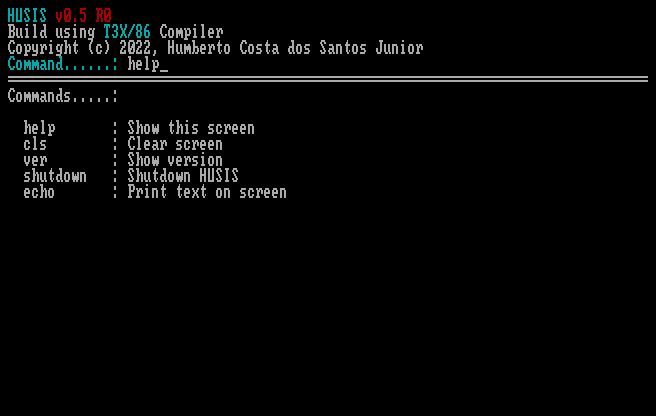 HUSIS v0.5 R0
Build using T3X/86 Compiler
Copyright (c) 2022, Humberto Costa dos Santos Junior
Command......: help_
Commands.....:
help       : Show this screen
cls        : Clear screen
ver        : Show version
shutdown   : Shutdown HUSIS
echo       : Print text on screen